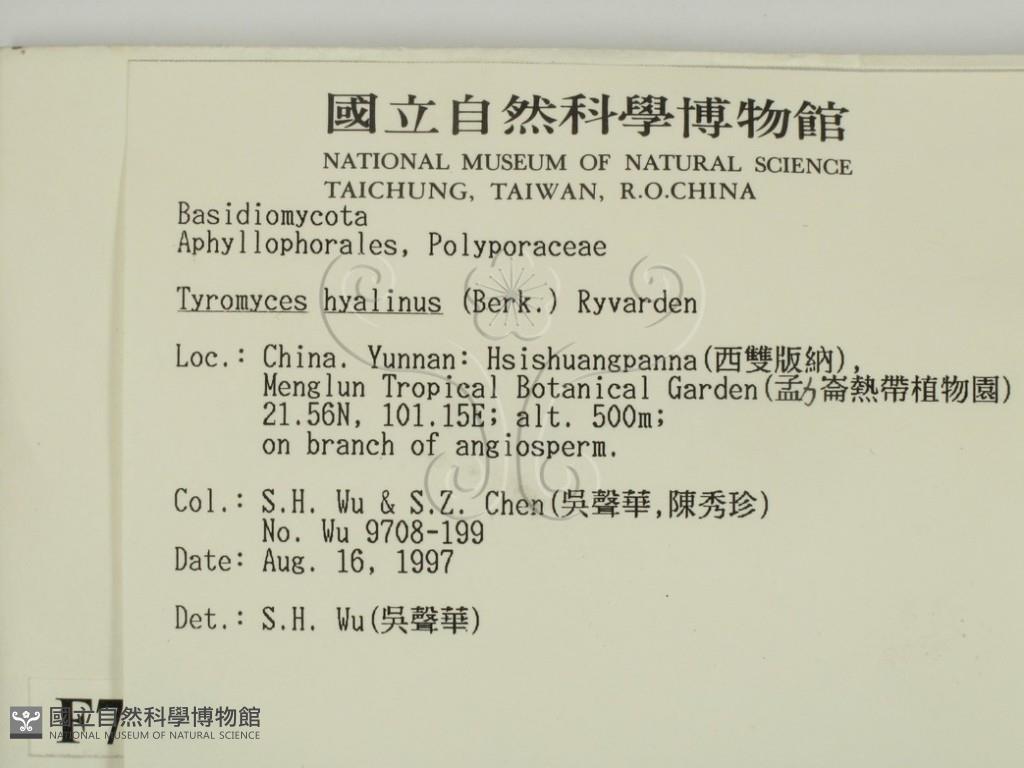 國立自然科學博物館
NATIONAL MUSEUM OF NATURAL SCIENCE
TAICHUNG, TAIWAN, R.O.CHINA
Basidiomycota
Aphyllophorales, Polyporaceae
Tyromyces hyalinus (Berk.) Ryvarden
Loc.: China. Yunnan: Hsishuangpanna(西雙版納),
Menglun Tropical Botanical Garden(孟力崙熱帶植物園)
21.56N, 101.15E; alt. 500m;
on branch of angiosperm.
Col.: S.H. Wu & S.Z. Chen(吳聲華,陳秀珍)
No. Wu 9708-199
Date: Aug. 16, 1997
Det.: S.H. Wu(吳聲華)
F7
國立自然科學博物館
NATIONAL MUSEUM OF NATURAL SCIENCE